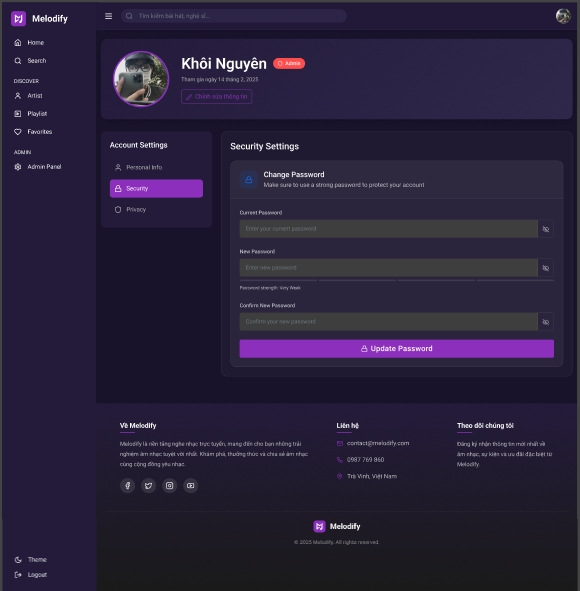 Melodify
Tìm kiếm bài hát, nghệ sĩ...
Home
Search
DISCOVER
Artist
Playlist
Favorites
ADMIN
Admin Panel
Khôi Nguyên
Admin
Tham gia ngày 14 tháng 2, 2025
Chỉnh sửa thông tin
Account Settings
Personal Info
Security
Privacy
Security Settings
Change Password
Make sure to use a strong password to protect your account
Current Password
Enter your current password
New Password
Enter new password
Password strength: Very Weak
Confirm New Password
Confirm your new password
Update Password
Về Melodify
Melodify là nền tảng nghe nhạc trực tuyến, mang đến cho bạn những trải
nghiệm âm nhạc tuyệt vời nhất. Khám phá, thưởng thức và chia sẻ âm nhạc
cùng cộng đồng yêu nhạc.
Liên hệ
contact@melodify.com
0987 769 860
Trà Vinh, Việt Nam
Theo dõi chúng tôi
Đăng ký nhận thông tin mới nhất về
âm nhạc, sự kiện và ưu đãi đặc biệt từ
Melodify.
Melodify
© 2025 Melodify. All rights reserved.
Theme
Logout